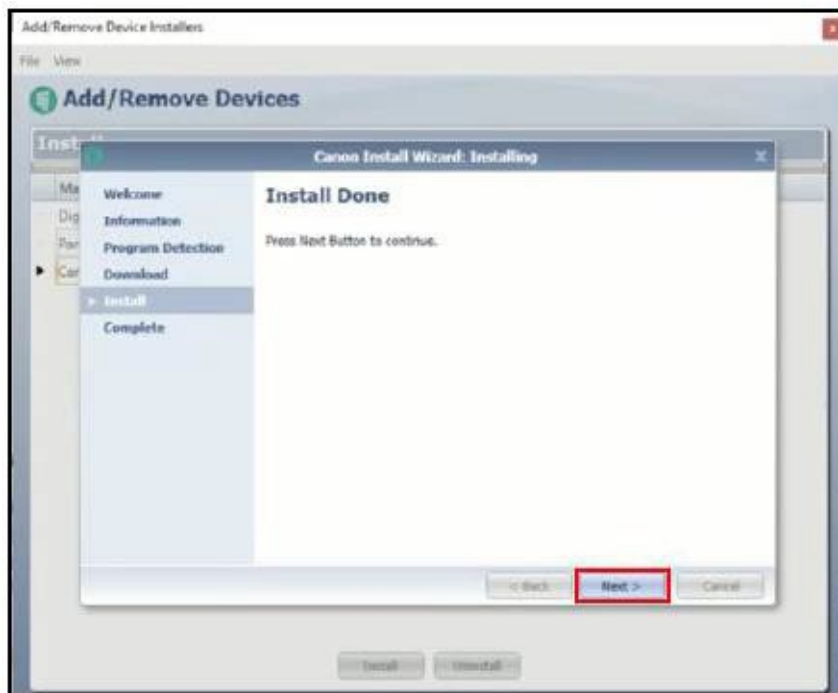 Add/Remove Device Installers
File View
Add/Remove Devices
Canon Install Wizard: Installing
Welcome
Information
Program Detection
Download
Install
Complete
Install Done
Press Next Button to continue.
< Back Next > Cancel
Install Uninstall